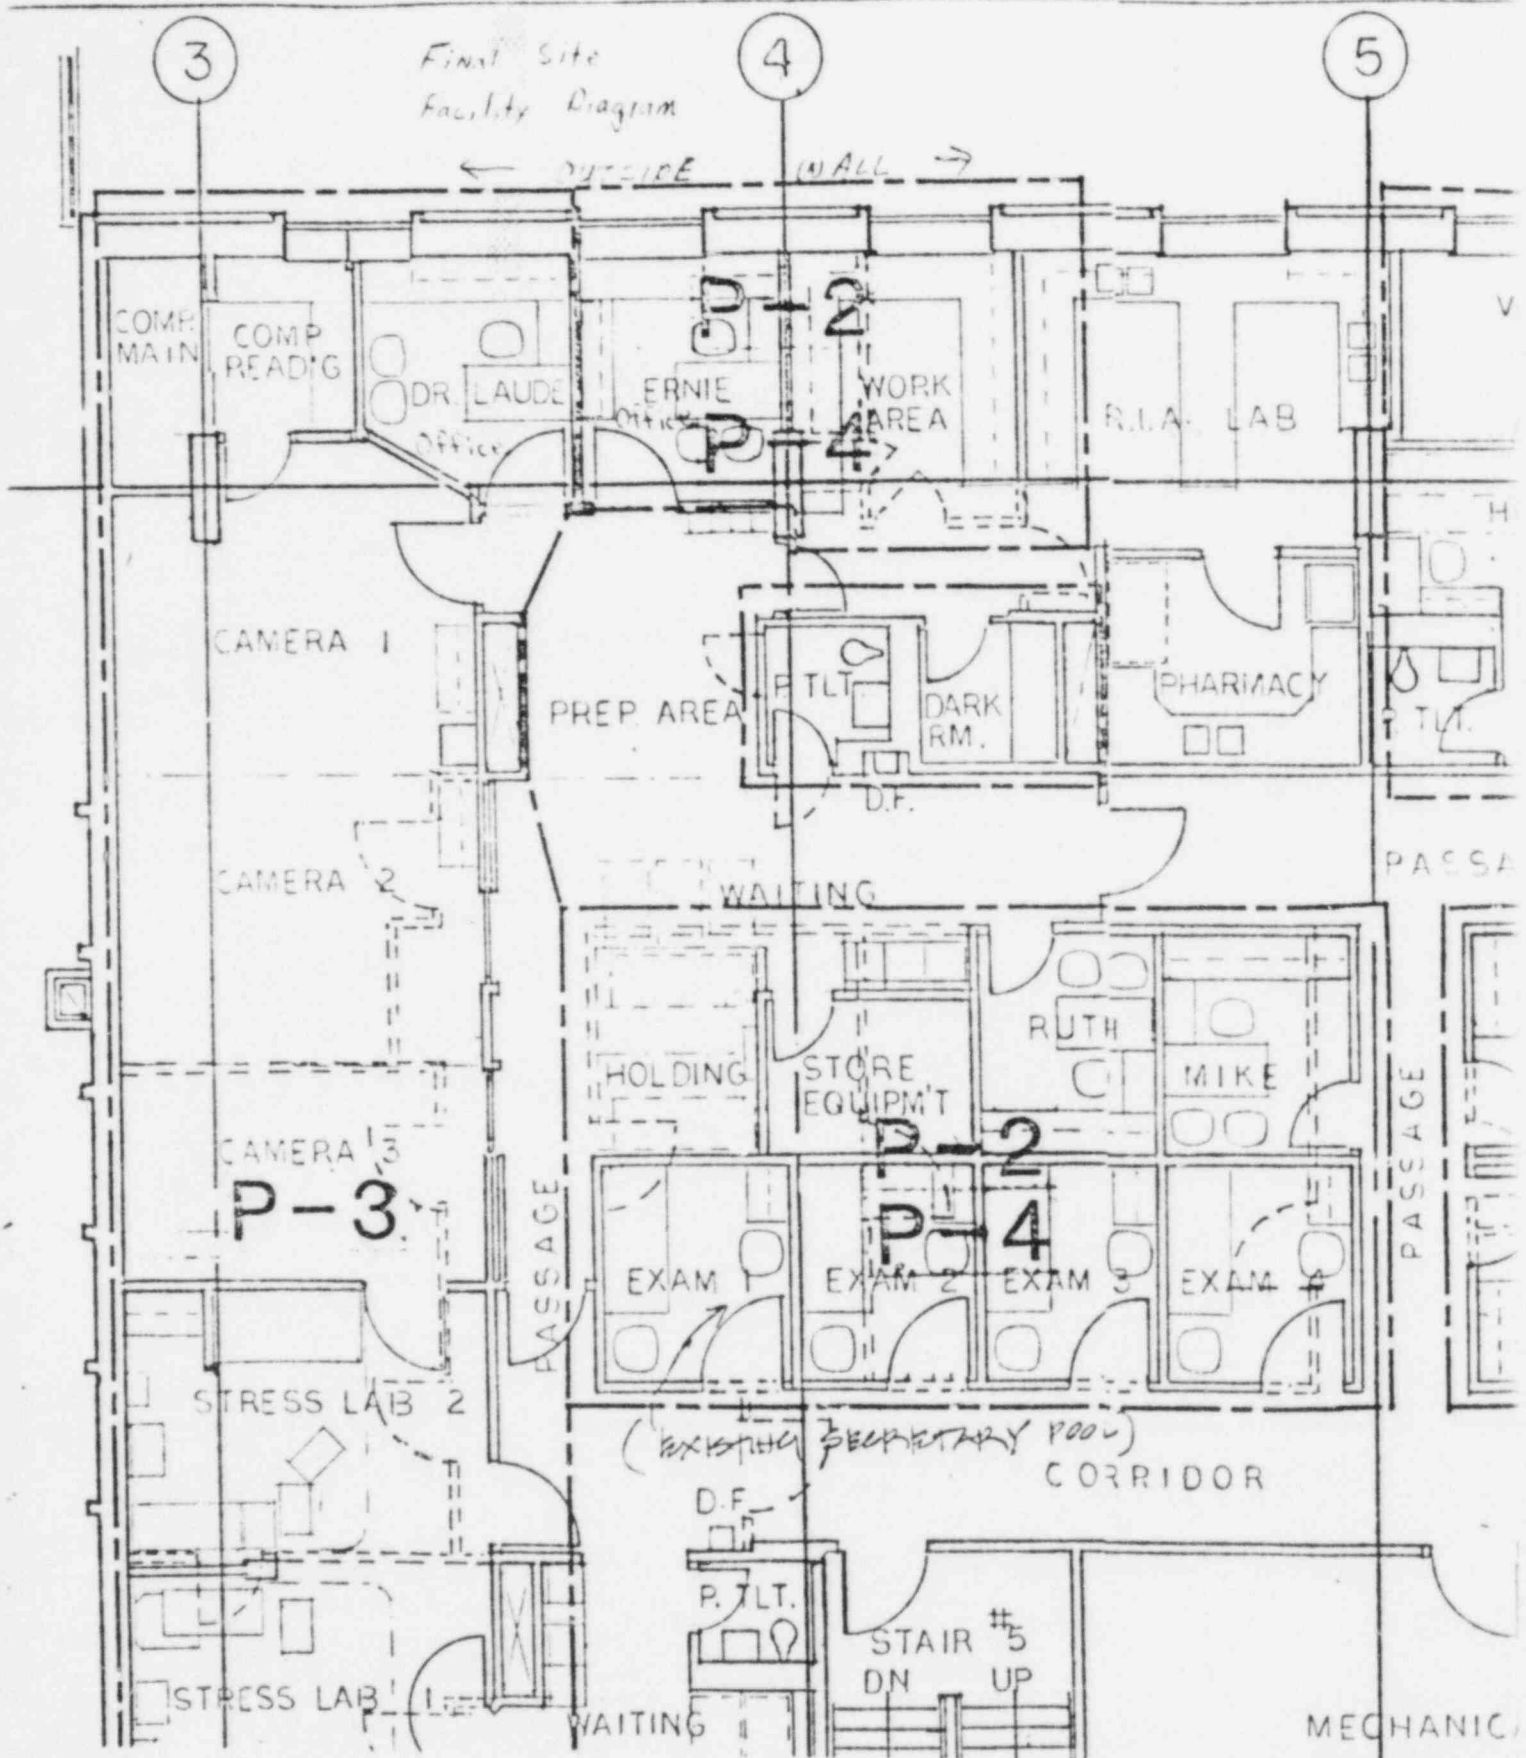 3
4
5
Final Site
Facility Diagram
← OUTSIDE WALL →
COMP.
MAIN
COMP
READ'G
DR. LAUDE
Office
ERNIE
Office
P-2
P-4
WORK
AREA
R.I.A. LAB
V
H
CAMERA 1
PREP. AREA
P. TLT
DARK
RM.
PHARMACY
P. TLT.
D.F.
CAMERA 2
WAITING
PASSA
HOLDING
STORE
EQUIPM'T
RUTH
MIKE
PASSAGE
CAMERA 3
P-3
PASSAGE
P-2
P-4
EXAM 1
EXAM 2
EXAM 3
EXAM 4
STRESS LAB 2
(EXISTING SECRETARY POOL)
CORRIDOR
D.F.
P. TLT.
STAIR #5
DN UP
STRESS LAB 1
WAITING
MECHANIC